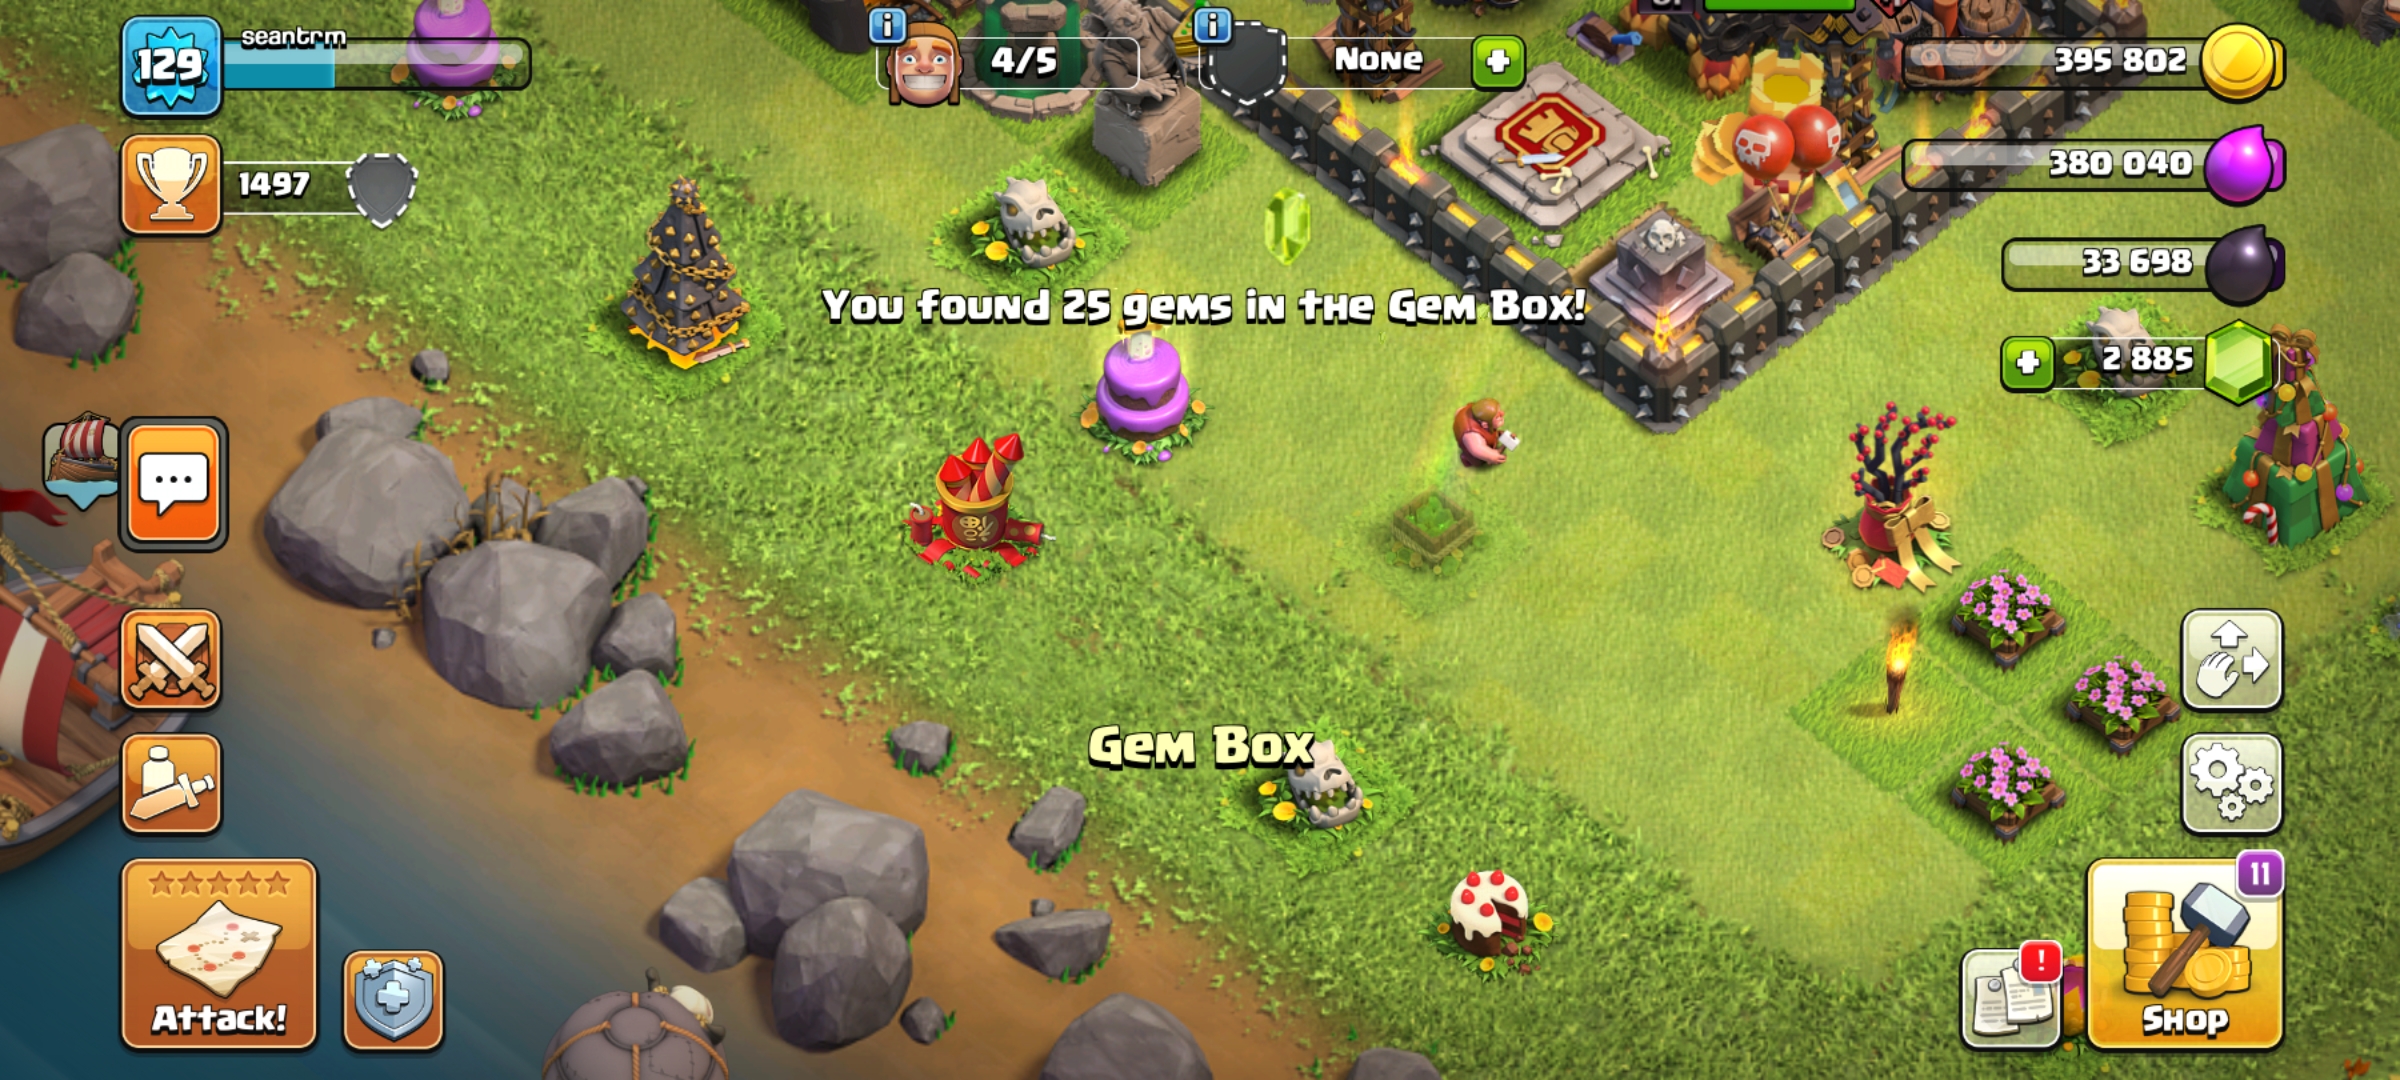 129
seantrm
4/5
None
395 802
1497
380 040
33 698
You found 25 gems in the Gem Box!
2 885
Gem Box
11
Attack!
Shop